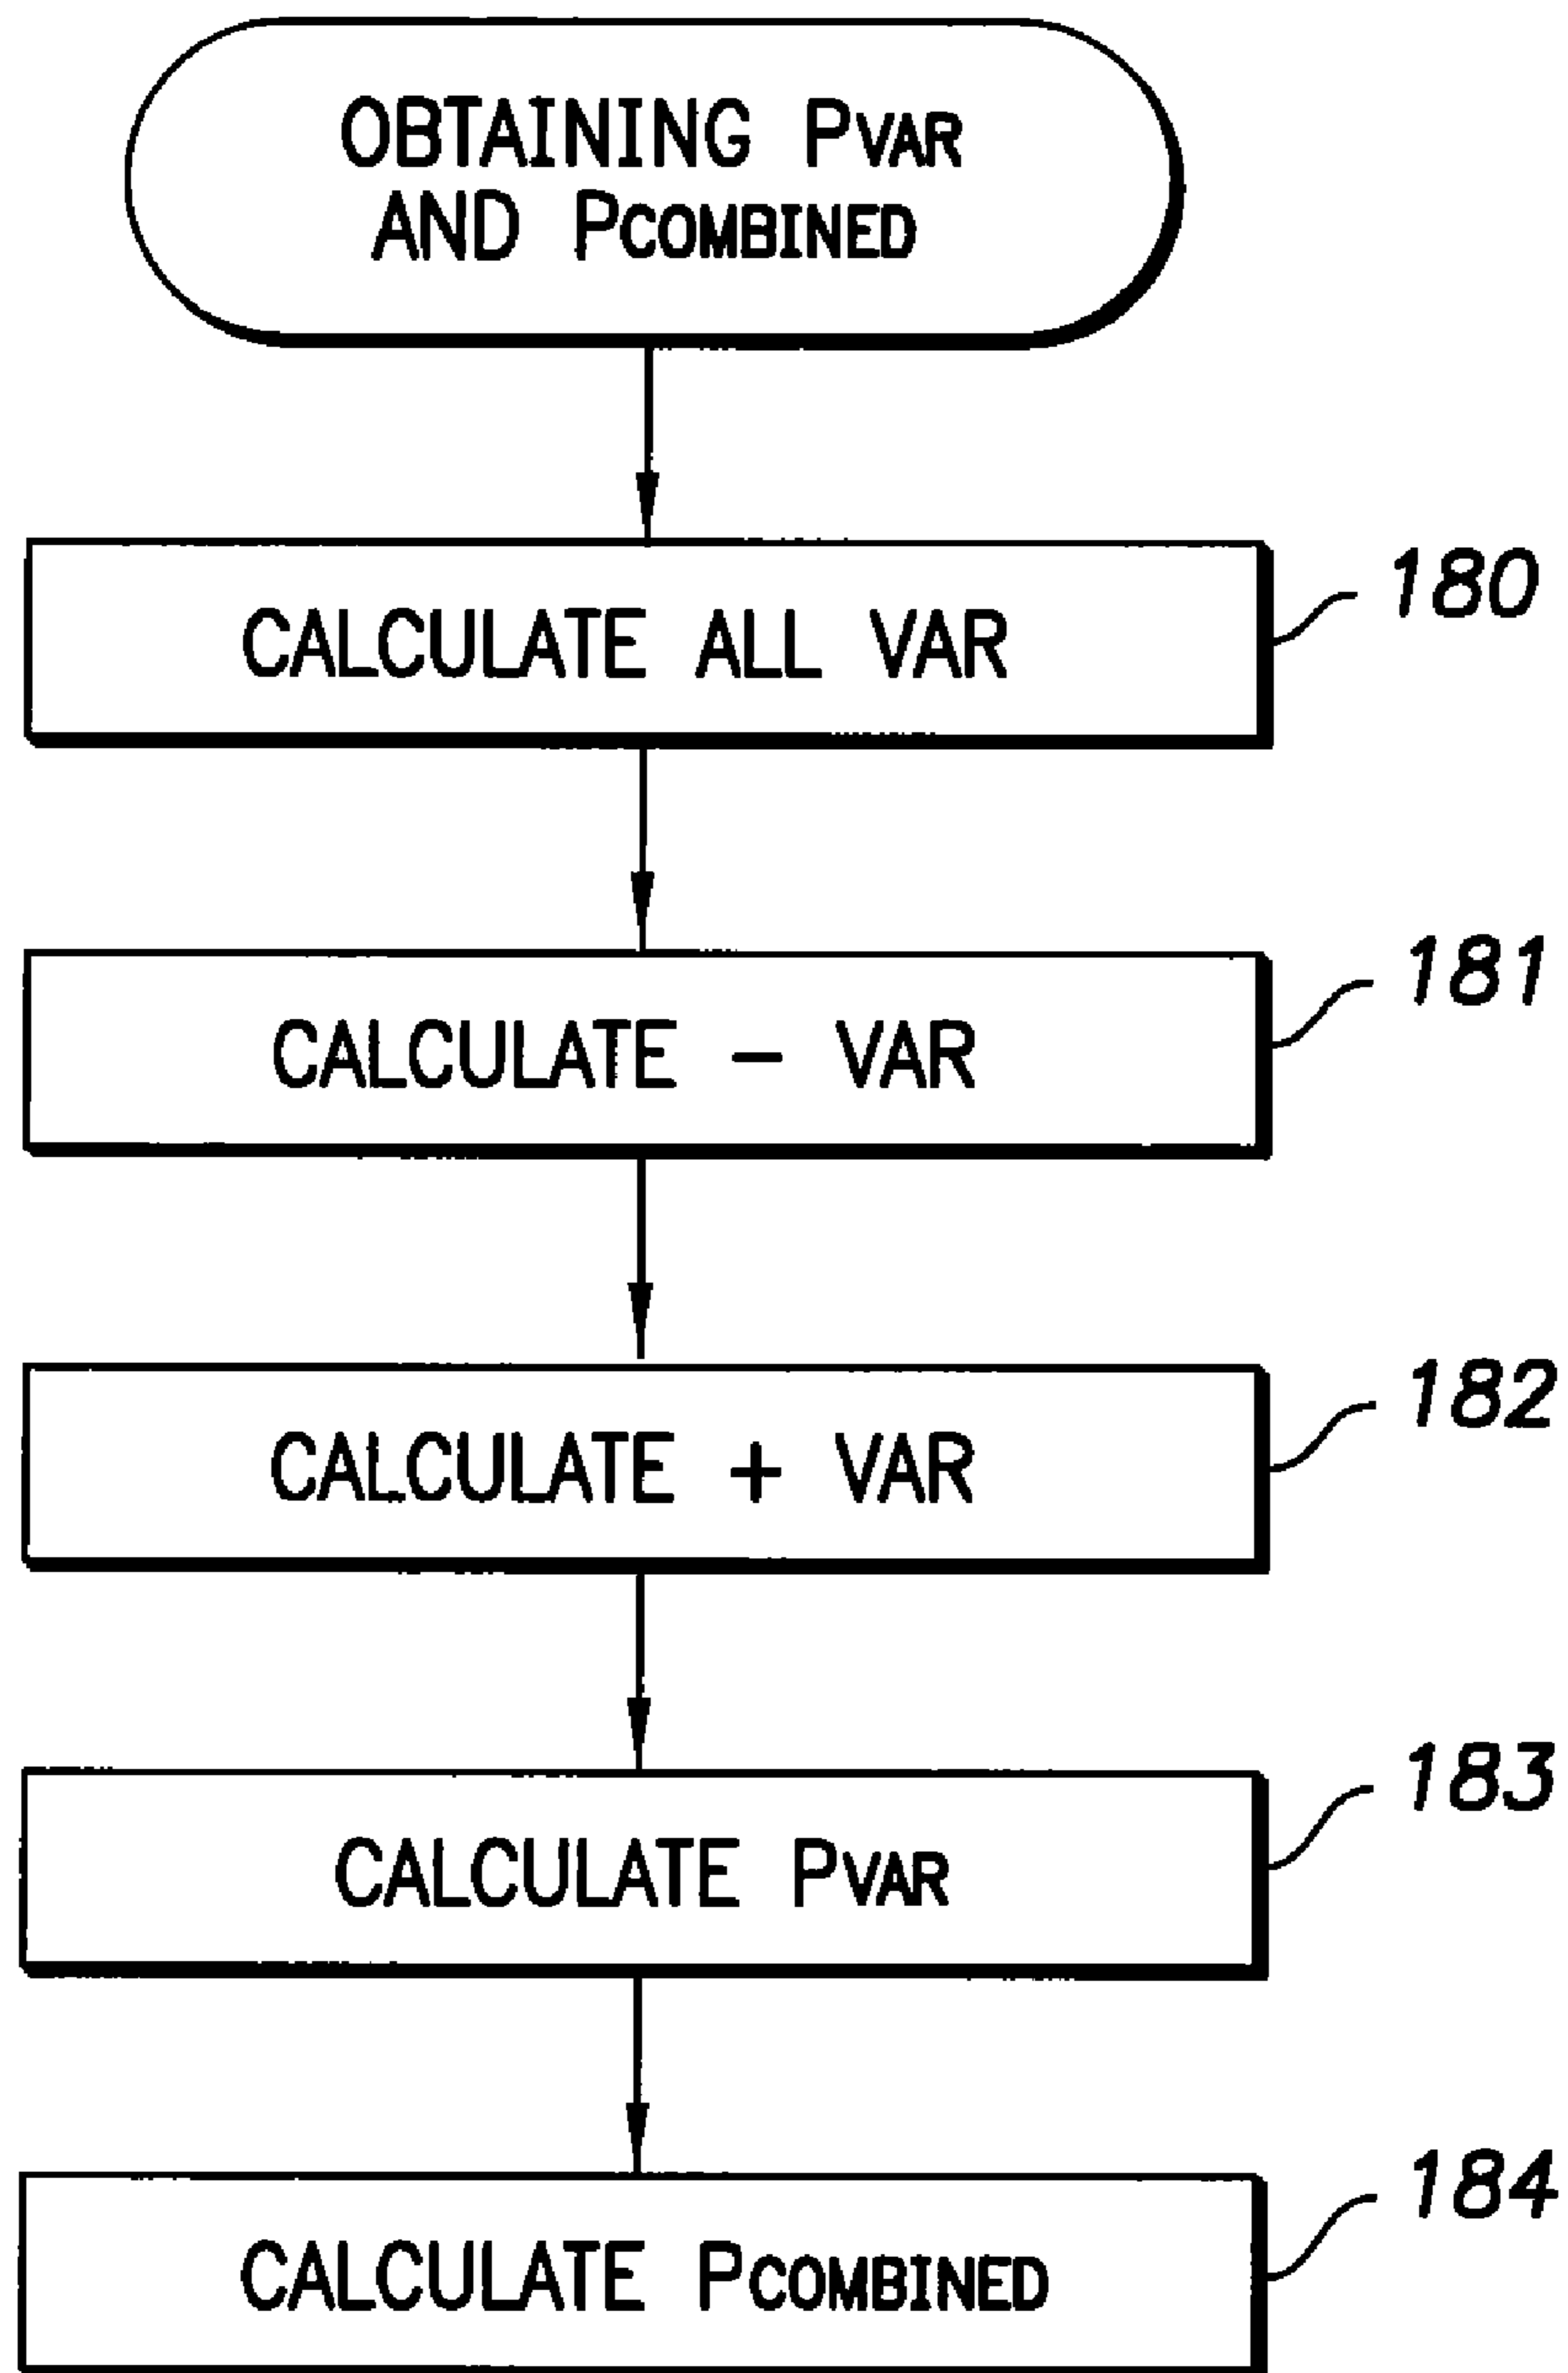 OBTAINING PVAR
AND PCOMBINED
CALCULATE ALL VAR
180
CALCULATE - VAR
181
CALCULATE + VAR
182
CALCULATE PVAR
183
CALCULATE PCOMBINED
184